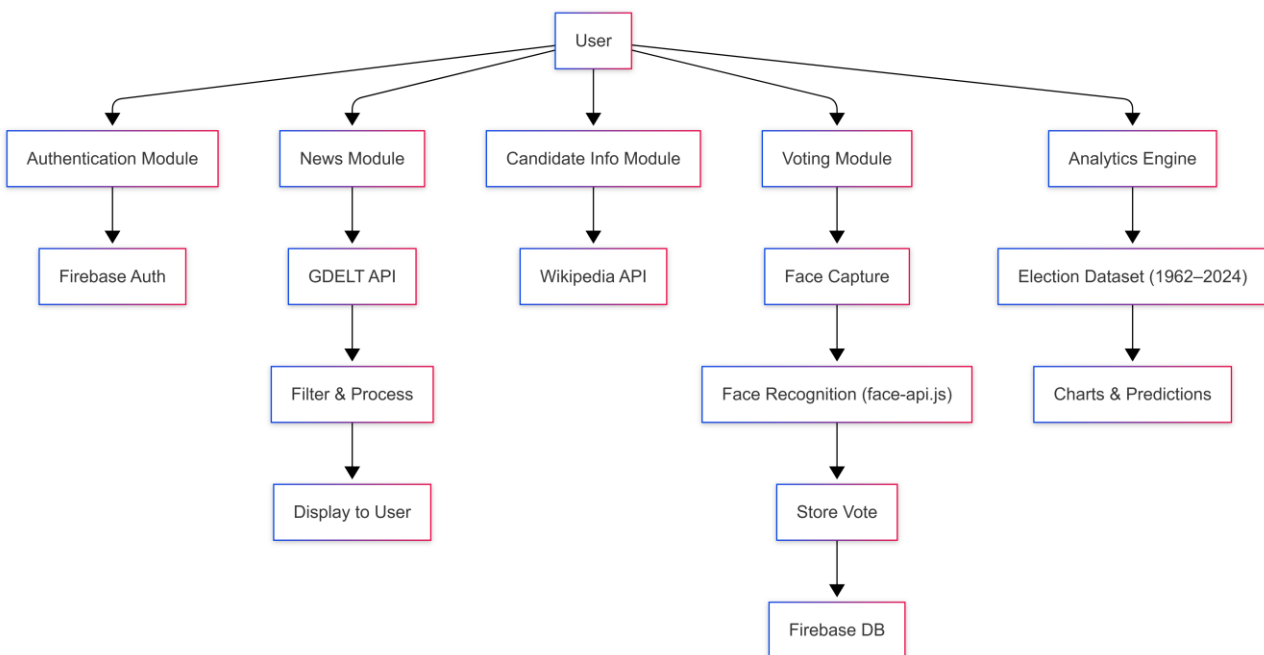 User
Authentication Module
News Module
Candidate Info Module
Voting Module
Analytics Engine
Firebase Auth
GDELT API
Wikipedia API
Face Capture
Election Dataset (1962–2024)
Filter & Process
Face Recognition (face-api.js)
Charts & Predictions
Display to User
Store Vote
Firebase DB